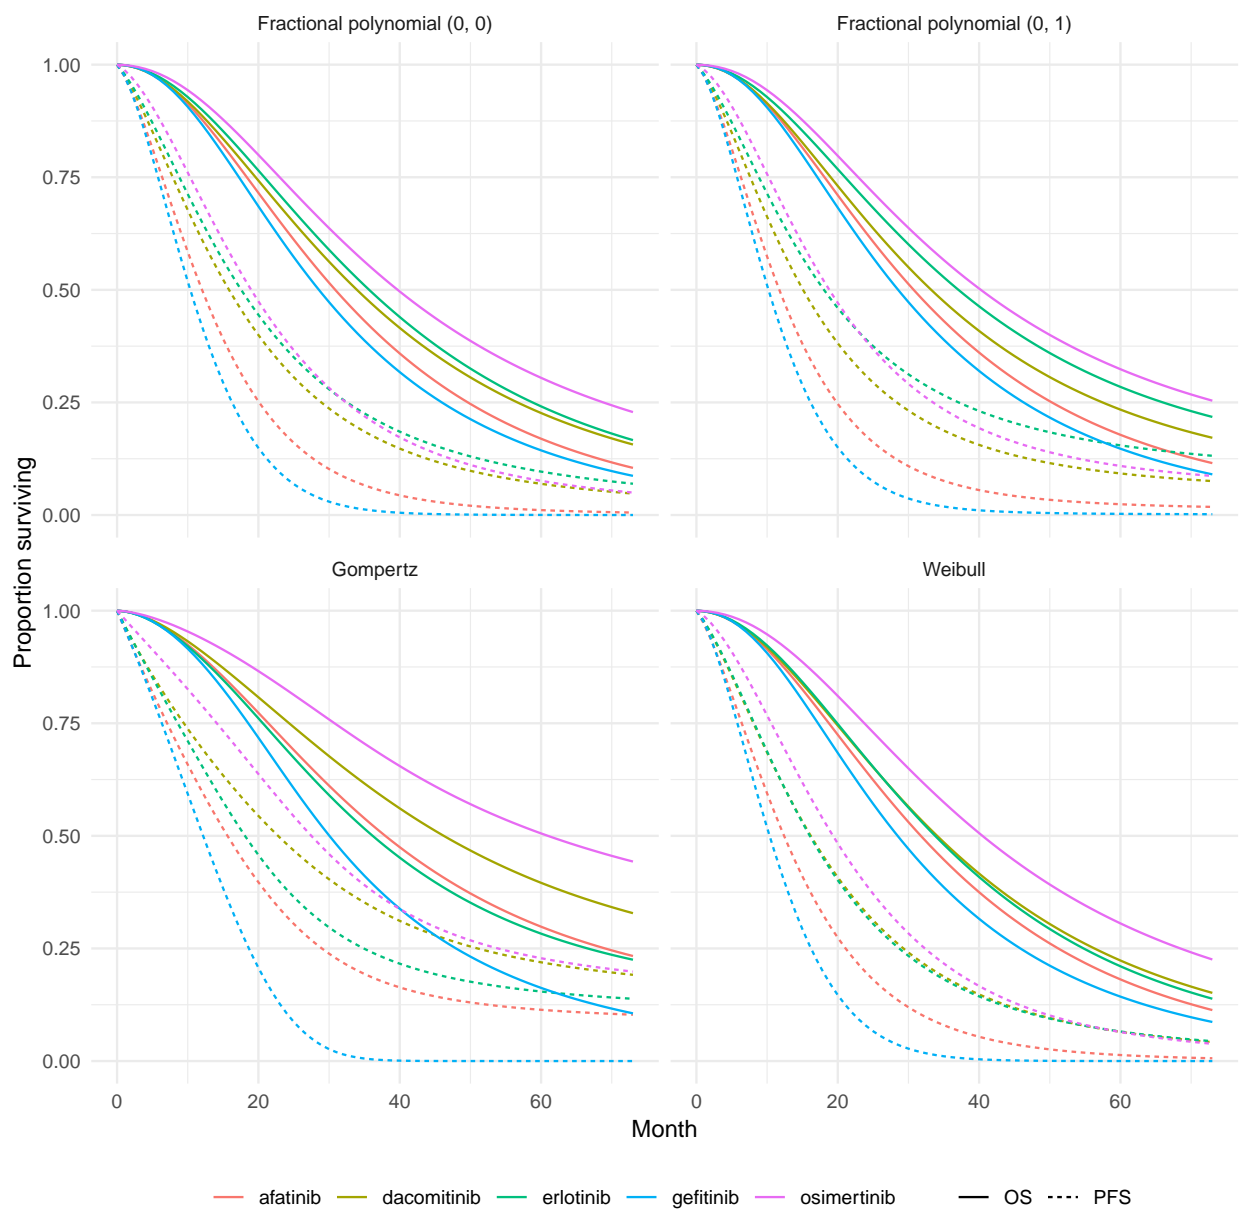 Fractional polynomial (0, 0)
Fractional polynomial (0, 1)
1.00
0.75
0.50
0.25
0.00
Proportion surviving
Gompertz
Weibull
1.00
0.75
0.50
0.25
0.00
0 20 40 60
0 20 40 60
Month
afatinib dacomitinib erlotinib gefitinib osimertinib OS PFS